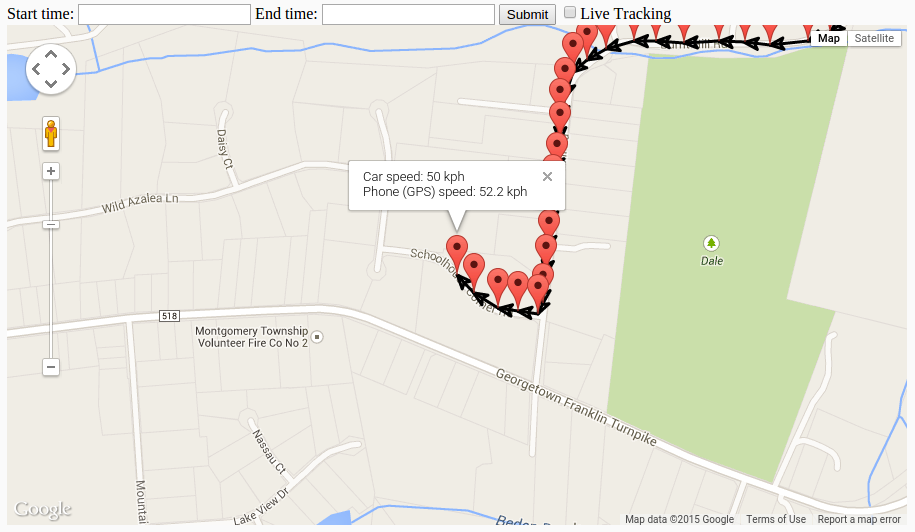 Start time: End time: Submit Live Tracking
Map Satellite
Daisy Ct
Wild Azalea Ln
Car speed: 50 kph
Phone (GPS) speed: 52.2 kph
Dale
518
Montgomery Township
Volunteer Fire Co No 2
Georgetown Franklin Turnpike
Nassau Ct
Lake View Dr
Mountai
Google
Map data ©2015 Google Terms of Use Report a map error